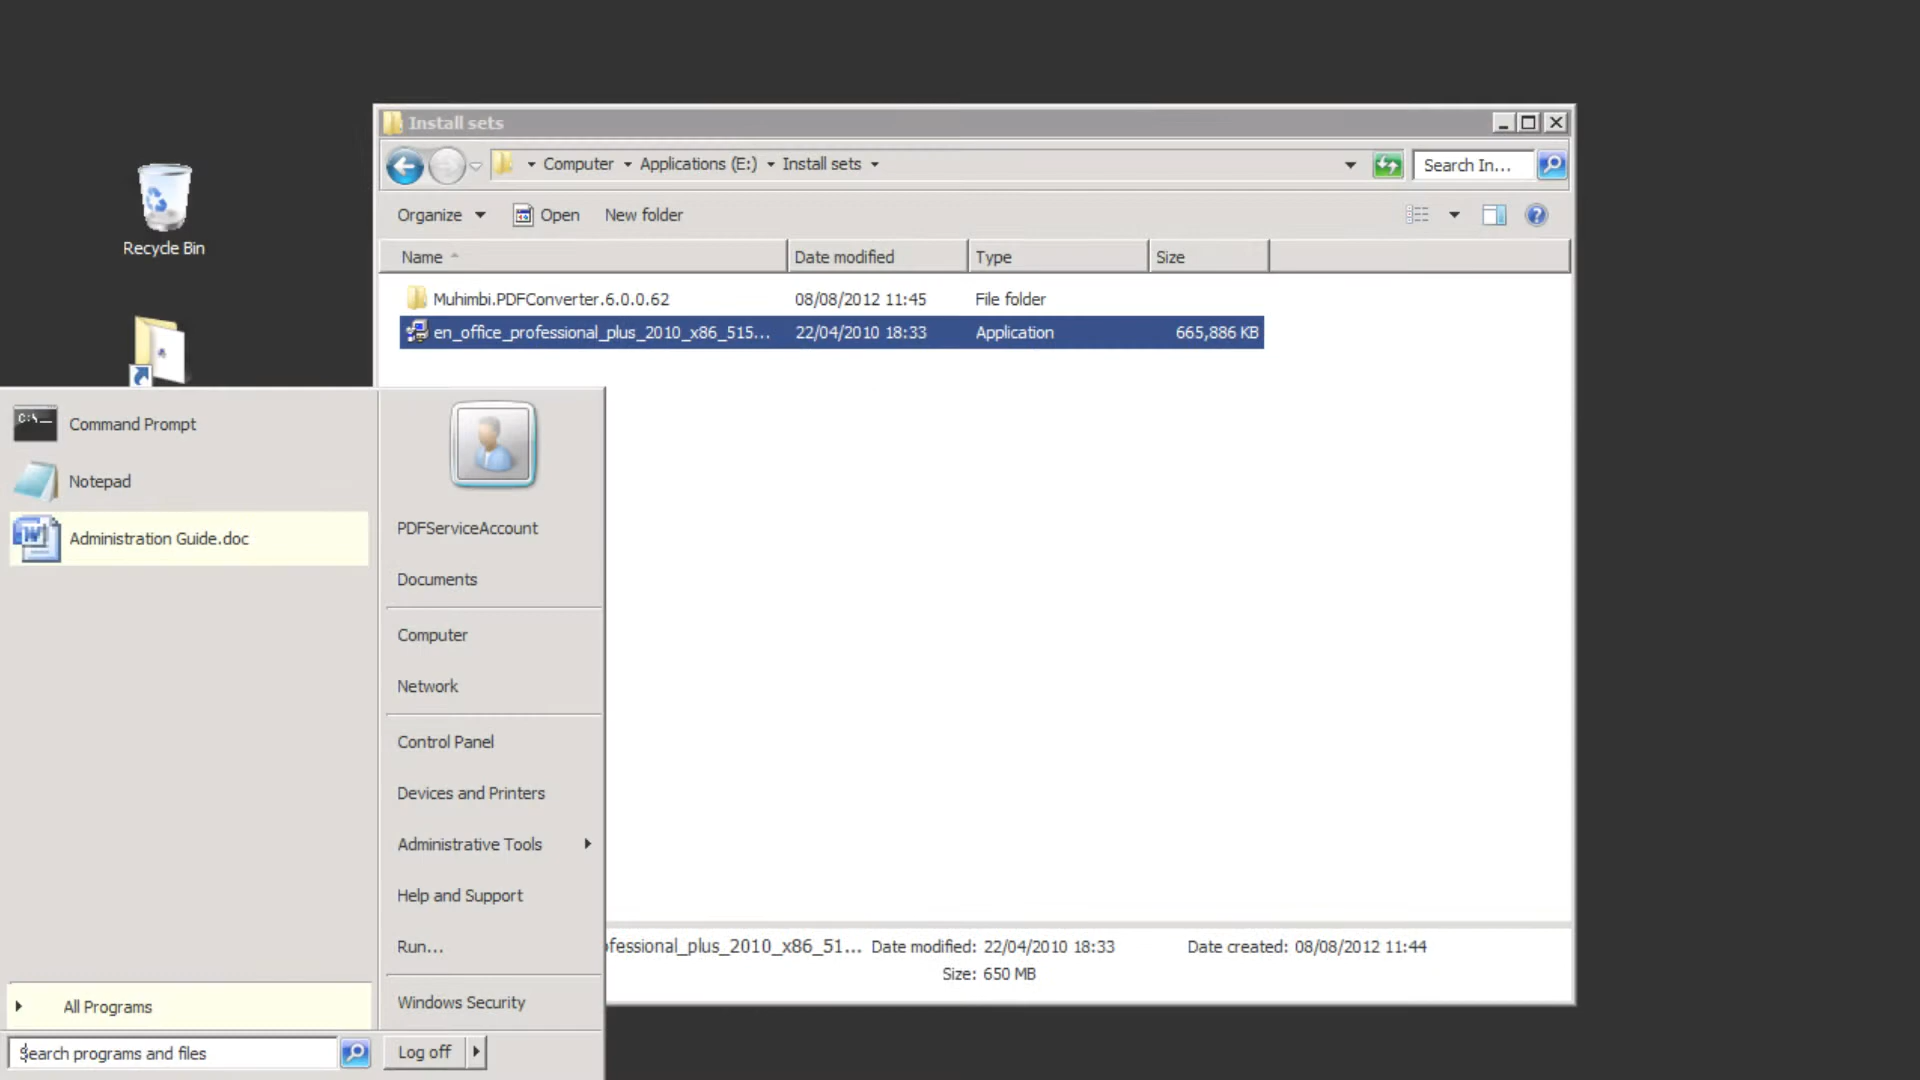 Install sets
Computer Applications (E:) Install sets Search In...
Organize Open New folder
Name Date modified Type Size
Muhimbi.PDFConverter.6.0.0.62 08/08/2012 11:45 File folder
en_office_professional_plus_2010_x86_515... 22/04/2010 18:33 Application 665,886 KB
Recycle Bin
Command Prompt
Notepad
Administration Guide.doc
All Programs
Search programs and files
PDFServiceAccount
Documents
Computer
Network
Control Panel
Devices and Printers
Administrative Tools
Help and Support
Run...
Windows Security
Log off
ofessional_plus_2010_x86_51... Date modified: 22/04/2010 18:33 Date created: 08/08/2012 11:44
Size: 650 MB